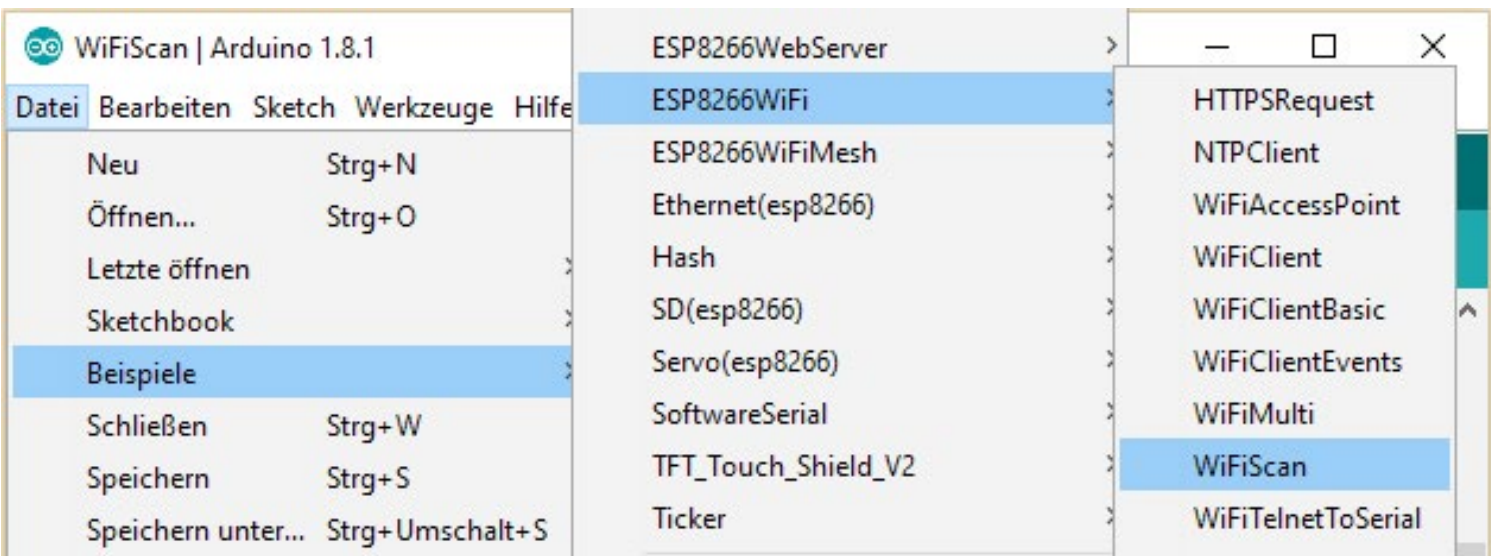 WiFiScan | Arduino 1.8.1
Datei Bearbeiten Sketch Werkzeuge Hilfe
Neu Strg+N
Öffnen... Strg+O
Letzte öffnen
Sketchbook
Beispiele
Schließen Strg+W
Speichern Strg+S
Speichern unter... Strg+Umschalt+S
ESP8266WebServer
ESP8266WiFi
ESP8266WiFiMesh
Ethernet(esp8266)
Hash
SD(esp8266)
Servo(esp8266)
SoftwareSerial
TFT_Touch_Shield_V2
Ticker
HTTPSRequest
NTPClient
WiFiAccessPoint
WiFiClient
WiFiClientBasic
WiFiClientEvents
WiFiMulti
WiFiScan
WiFiTelnetToSerial